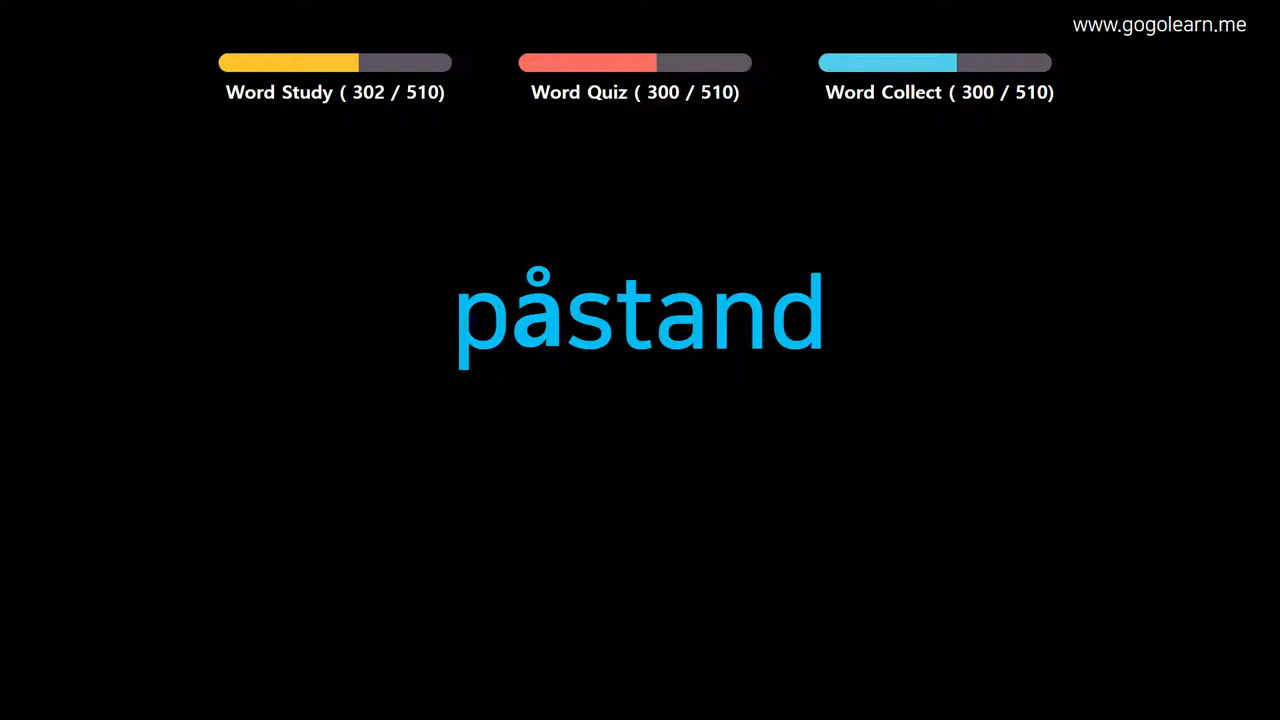 www.gogolearn.me
Word Study ( 302 / 510)
Word Quiz ( 300 / 510)
Word Collect ( 300 / 510)
påstand